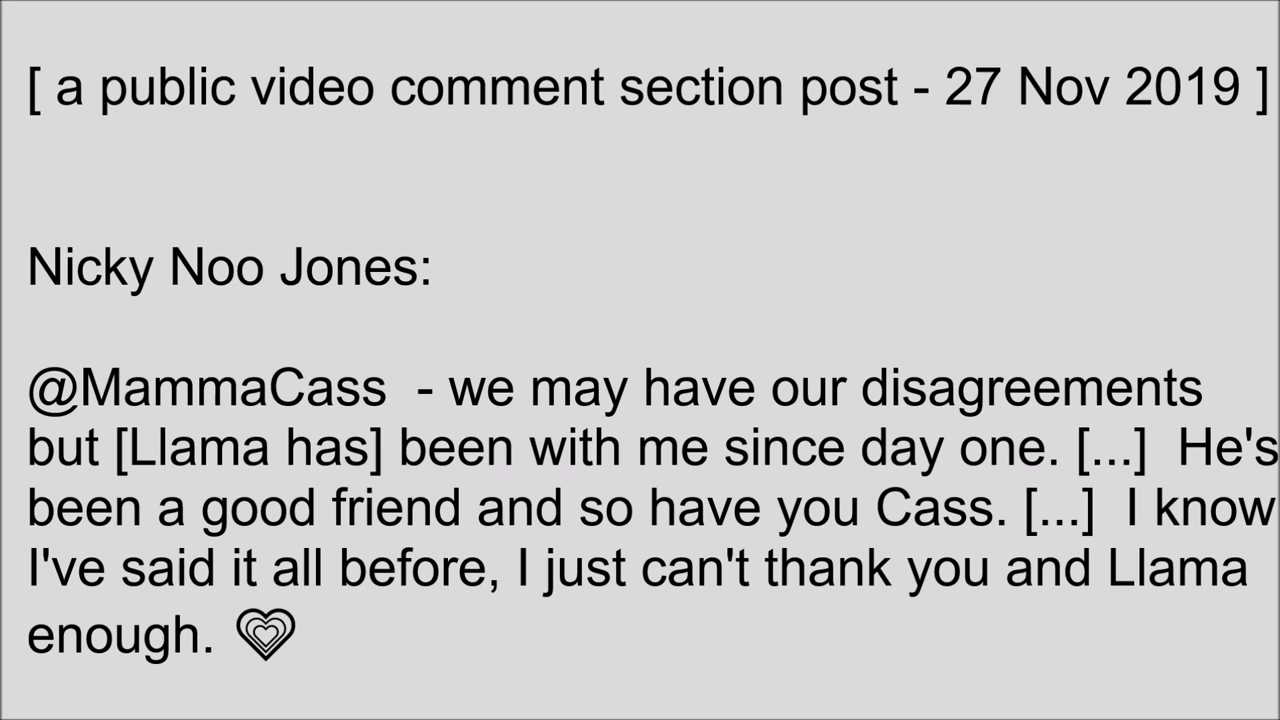 [ a public video comment section post - 27 Nov 2019 ]
Nicky Noo Jones:
@MammaCass  - we may have our disagreements
but [Llama has] been with me since day one. [...]  He's
been a good friend and so have you Cass. [...]  I know
I've said it all before, I just can't thank you and Llama
enough. 💗